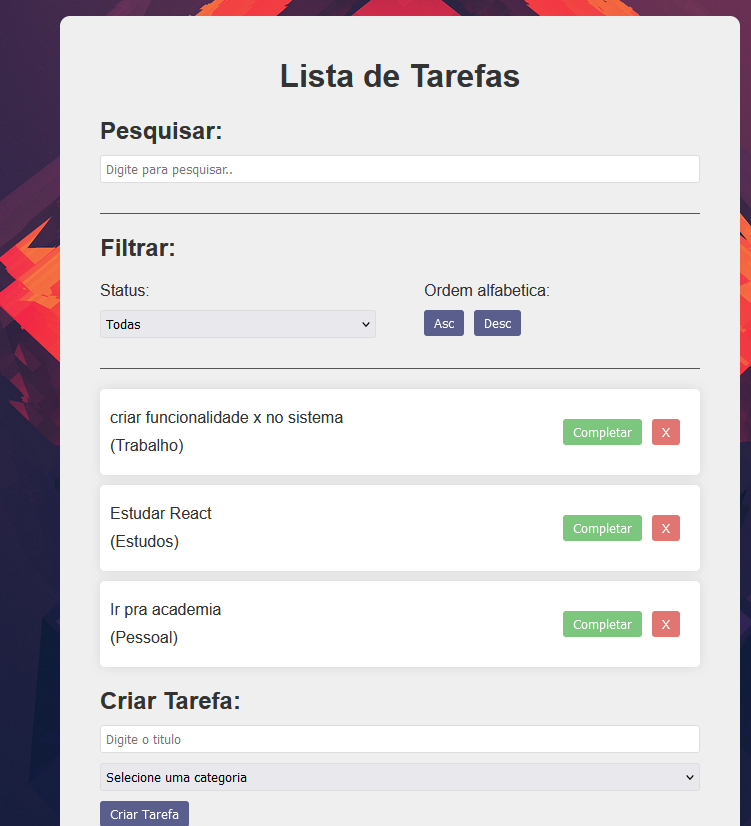 Lista de Tarefas
Pesquisar:
Digite para pesquisar..
Filtrar:
Status:
Ordem alfabetica:
Todas
Asc
Desc
criar funcionalidade x no sistema
(Trabalho)
Completar
X
Estudar React
(Estudos)
Completar
X
Ir pra academia
(Pessoal)
Completar
X
Criar Tarefa:
Digite o titulo
Selecione uma categoria
Criar Tarefa